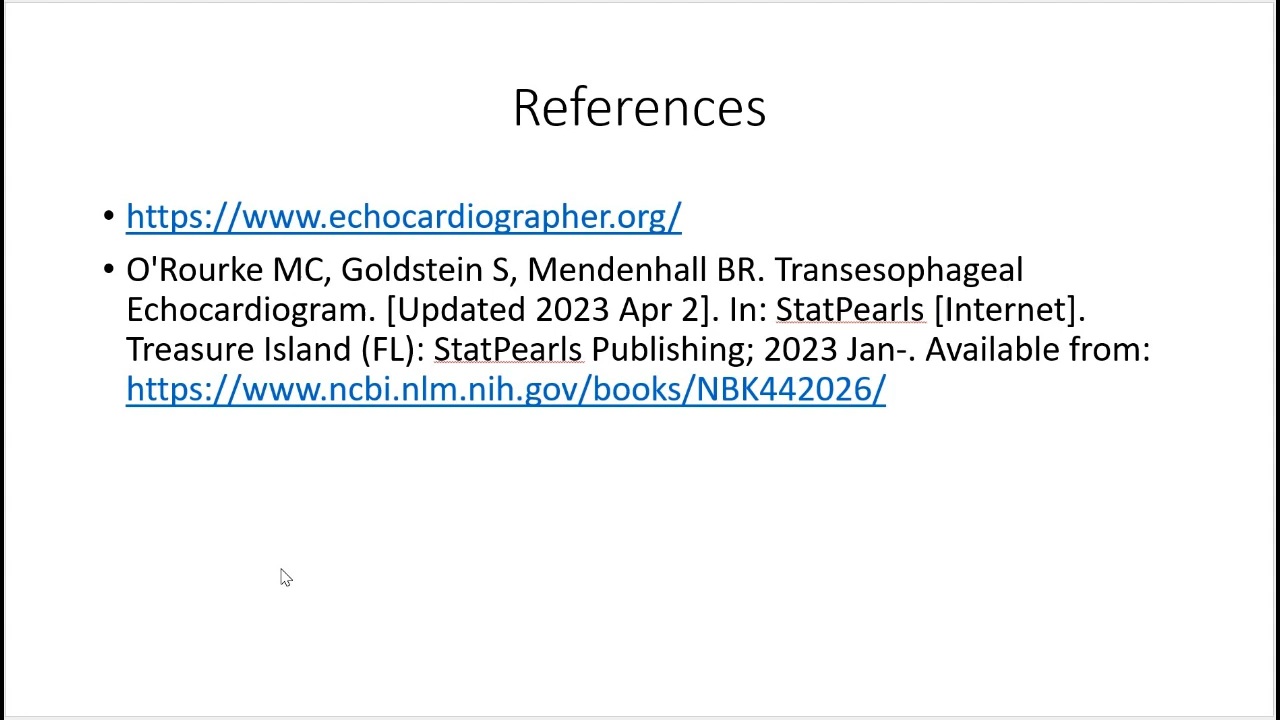 References
• https://www.echocardiographer.org/
• O'Rourke MC, Goldstein S, Mendenhall BR. Transesophageal
Echocardiogram. [Updated 2023 Apr 2]. In: StatPearls [Internet].
Treasure Island (FL): StatPearls Publishing; 2023 Jan-. Available from:
https://www.ncbi.nlm.nih.gov/books/NBK442026/